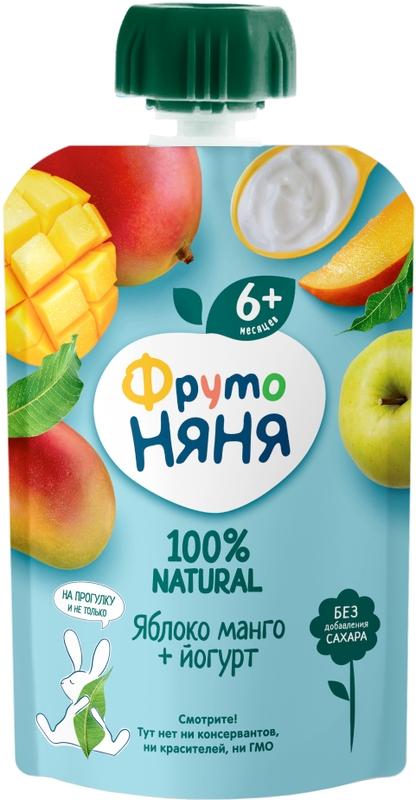 6+
месяцев
Фруто
НЯНЯ
100%
NATURAL
Яблоко манго
+ йогурт
НА ПРОГУЛКУ
И НЕ ТОЛЬКО
БЕЗ
добавления
САХАРА
Смотрите!
Тут нет ни консервантов,
ни красителей, ни ГМО